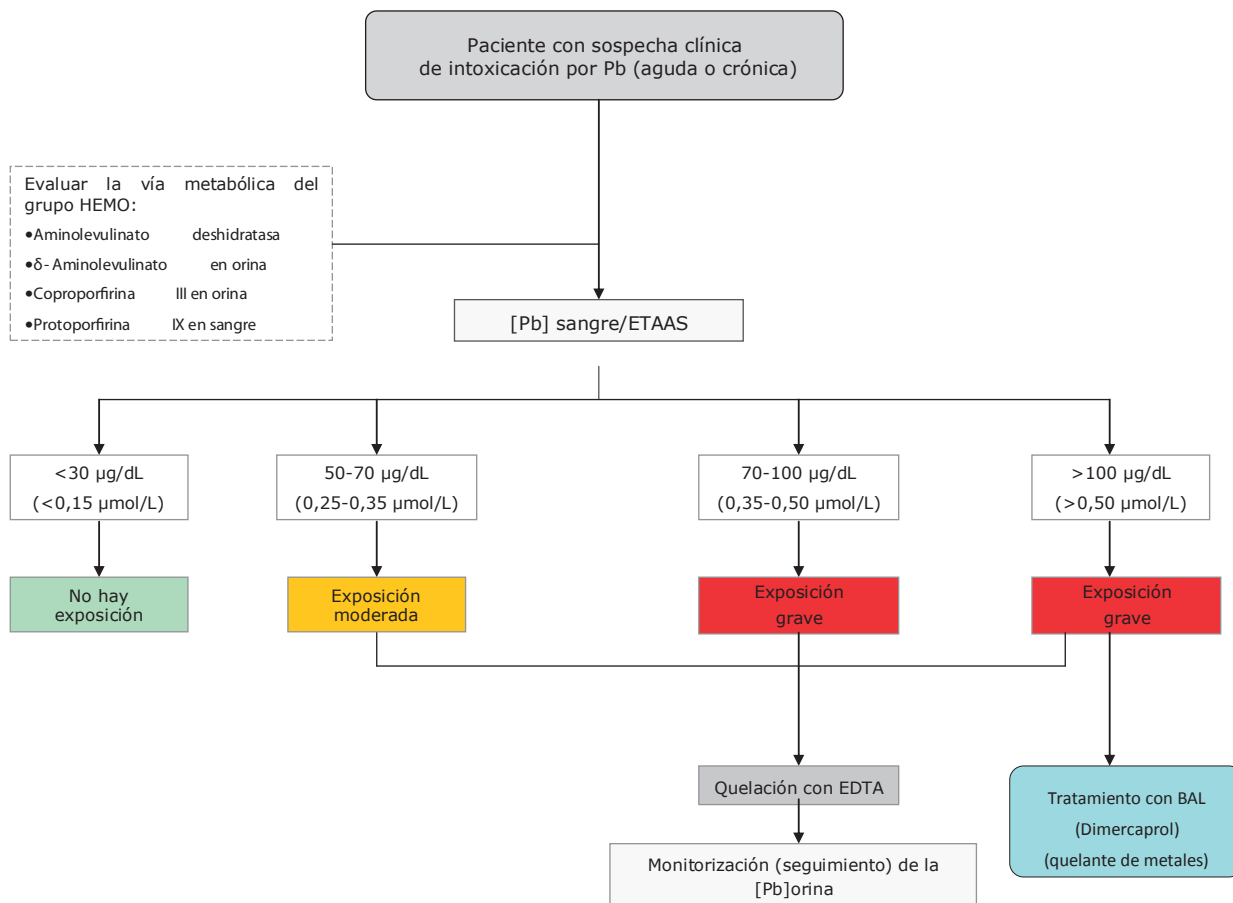 Paciente con sospecha clínica
de intoxicación por Pb (aguda o crónica)
Evaluar la vía metabólica del
grupo HEMO:
•Aminolevulinato deshidratasa
•δ-Aminolevulinato en orina
•Coproporfirina III en orina
•Protoporfirina IX en sangre
[Pb] sangre/ETAAS
<30 µg/dL
(<0,15 µmol/L)
50-70 µg/dL
(0,25-0,35 µmol/L)
70-100 µg/dL
(0,35-0,50 µmol/L)
>100 µg/dL
(>0,50 µmol/L)
No hay
exposición
Exposición
moderada
Exposición
grave
Exposición
grave
Quelación con EDTA
Tratamiento con BAL
(Dimercaprol)
(quelante de metales)
Monitorización (seguimiento) de la
[Pb]orina